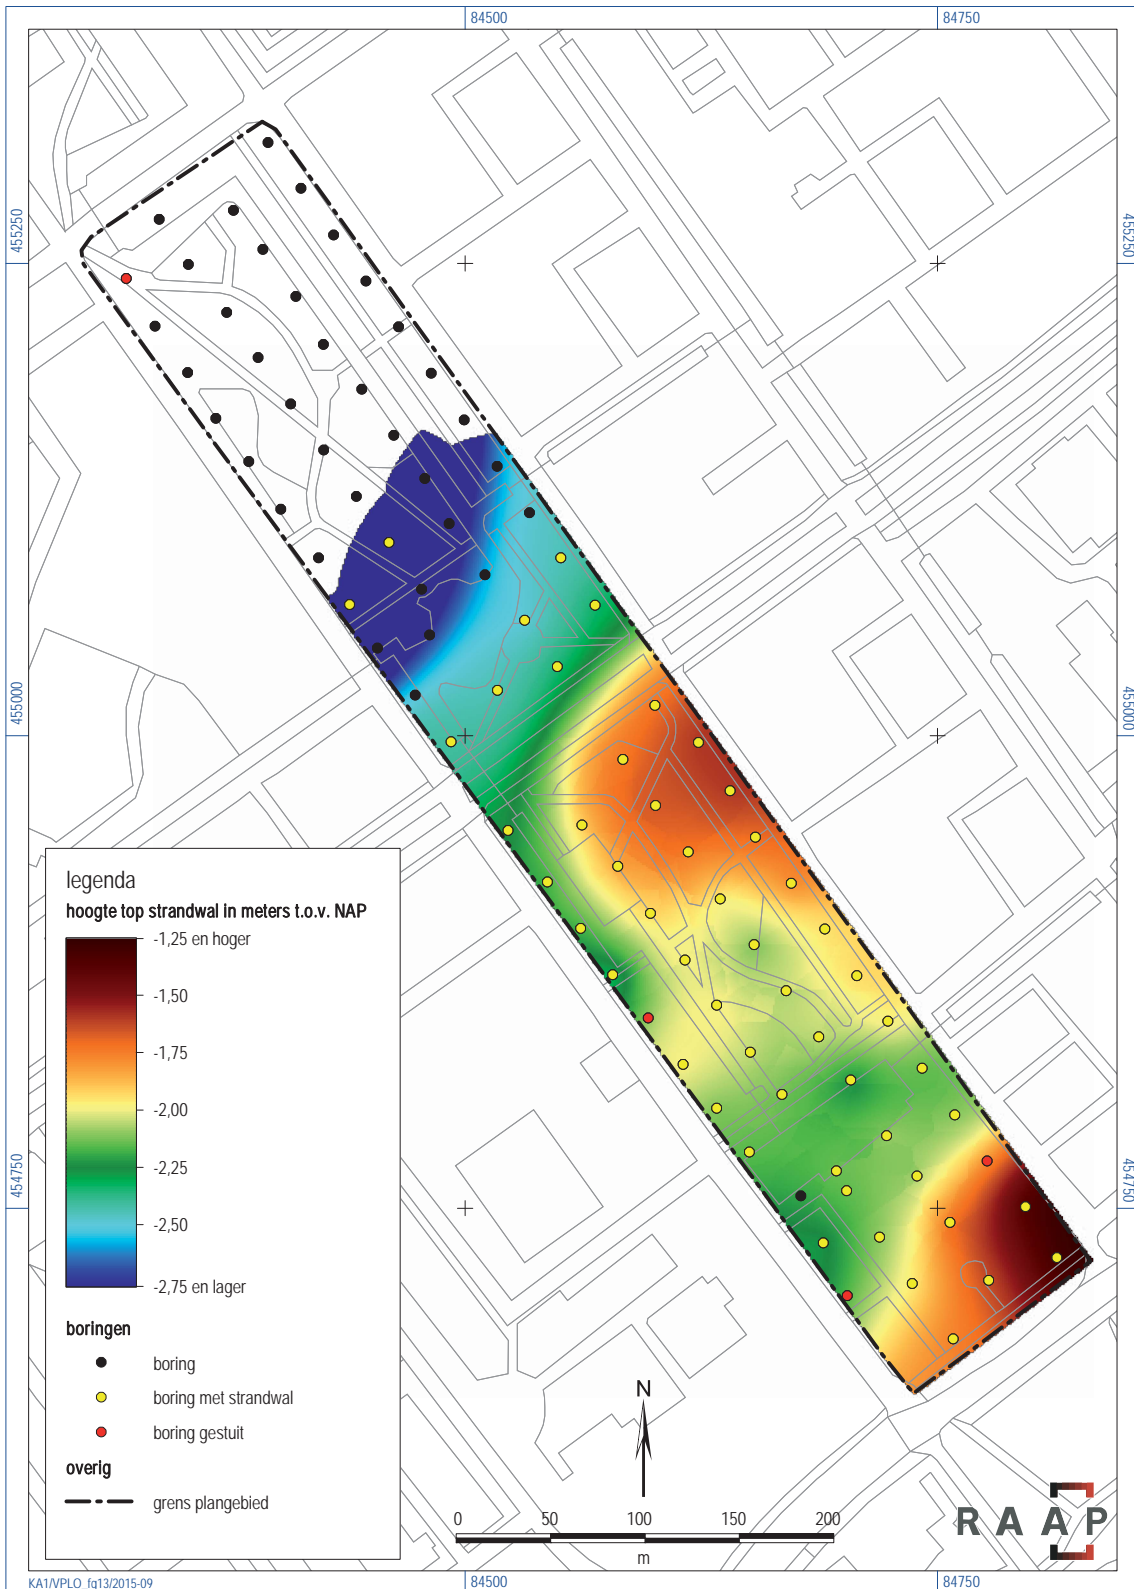 84500
84750
455250
455250
455000
455000
454750
454750
legenda
hoogte top strandwal in meters t.o.v. NAP
-1,25 en hoger
-1,50
-1,75
-2,00
-2,25
-2,50
-2,75 en lager
boringen
boring
boring met strandwal
boring gestuit
overig
grens plangebied
N
0 50 100 150 200
m
RAAP
KA1/VPLO_fg13/2015-09
84500
84750